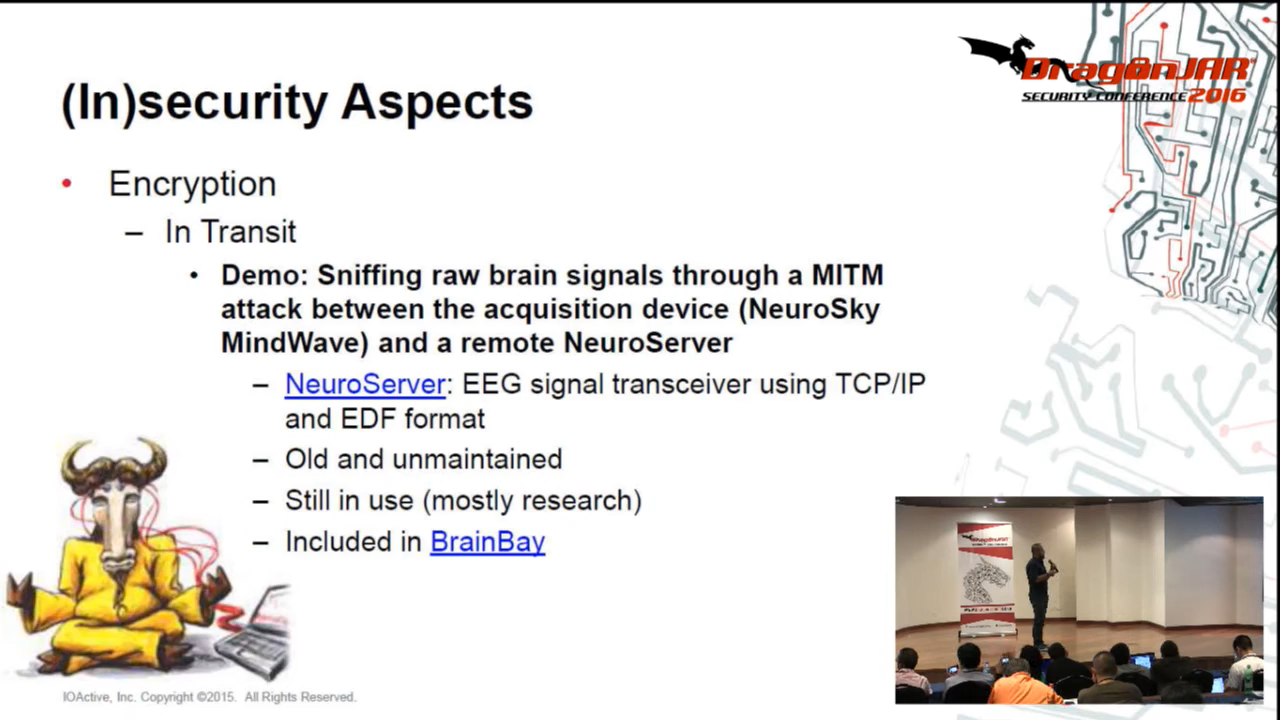 DragonJAR
SECURITY CONFERENCE 2016
(In)security Aspects
• Encryption
– In Transit
• Demo: Sniffing raw brain signals through a MITM
attack between the acquisition device (NeuroSky
MindWave) and a remote NeuroServer
– NeuroServer: EEG signal transceiver using TCP/IP
and EDF format
– Old and unmaintained
– Still in use (mostly research)
– Included in BrainBay
DragonJAR
IOActive, Inc. Copyright ©2015. All Rights Reserved.